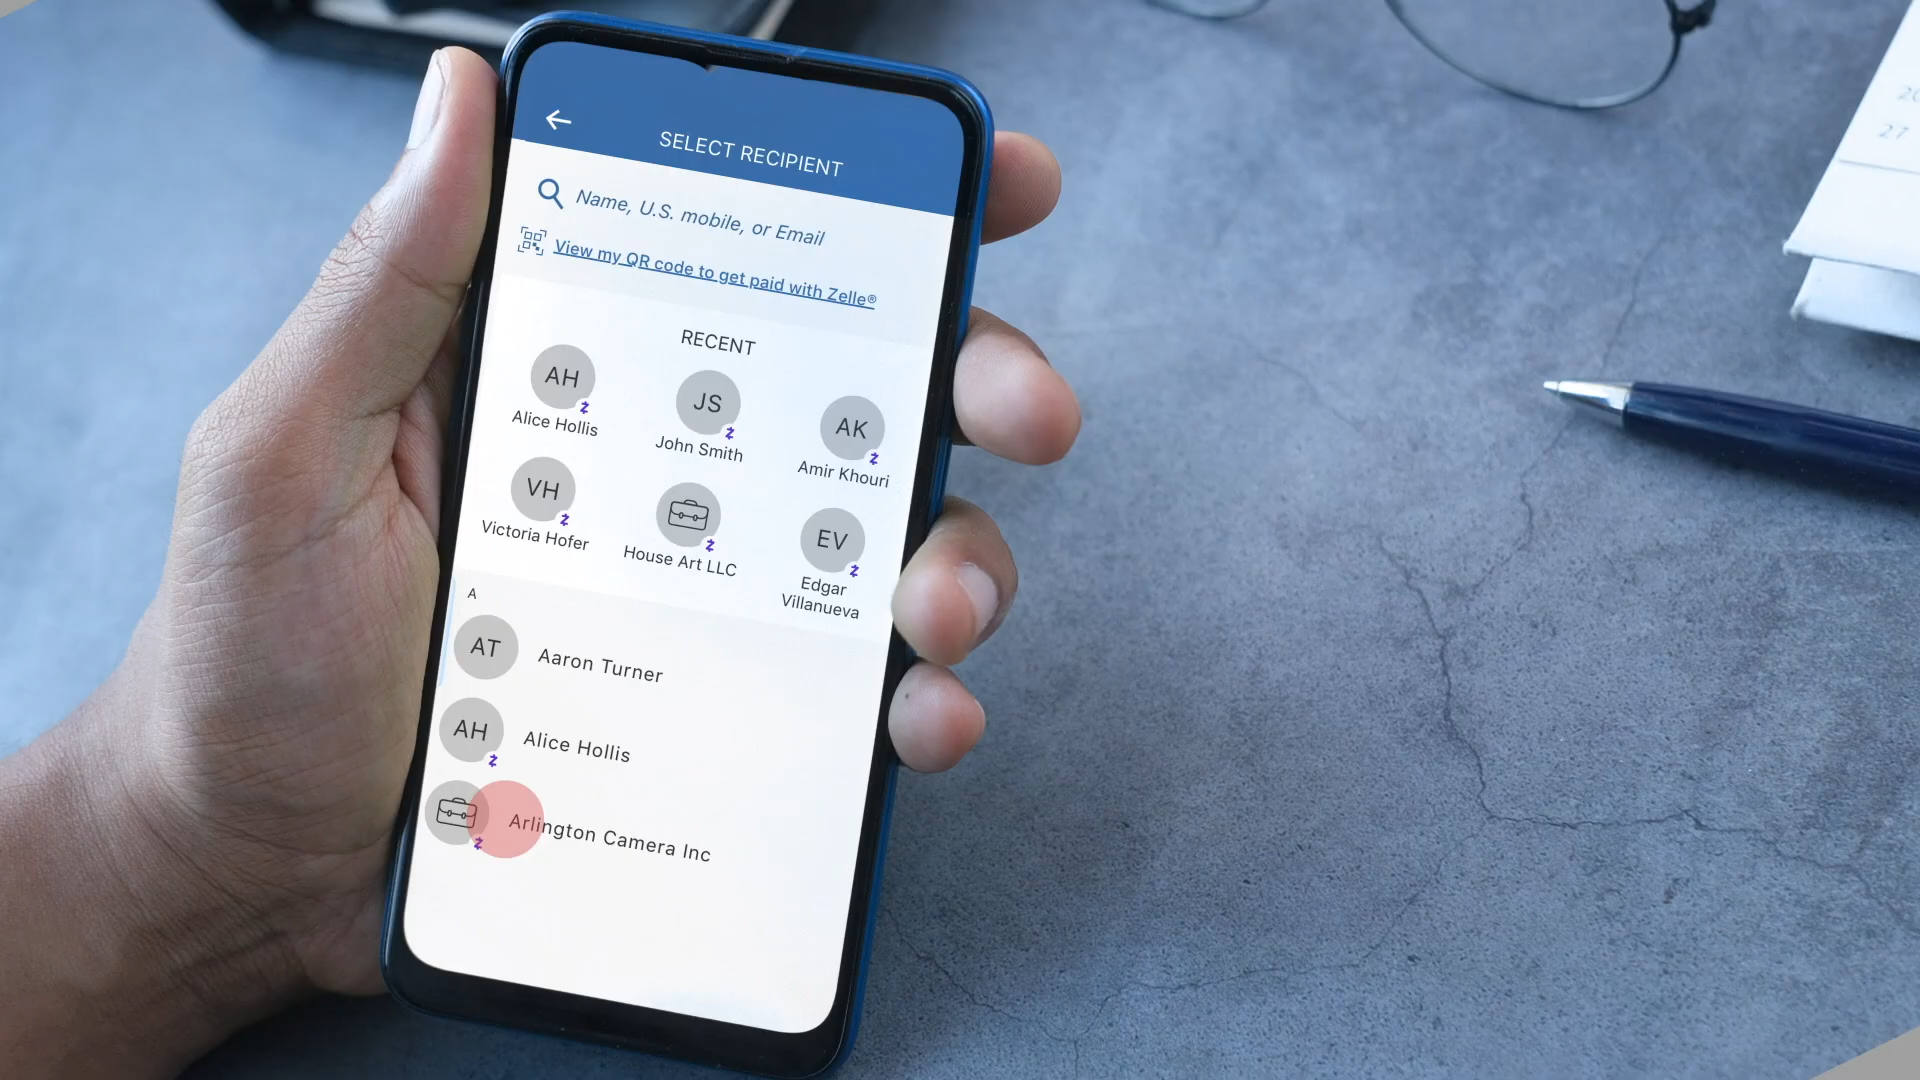 SELECT RECIPIENT
Name, U.S. mobile, or Email
View my QR code to get paid with Zelle®
RECENT
AH
JS
AK
Alice Hollis
John Smith
Amir Khouri
VH
EV
Victoria Hofer
House Art LLC
Edgar
Villanueva
A
AT
Aaron Turner
AH
Alice Hollis
Arlington Camera Inc
27